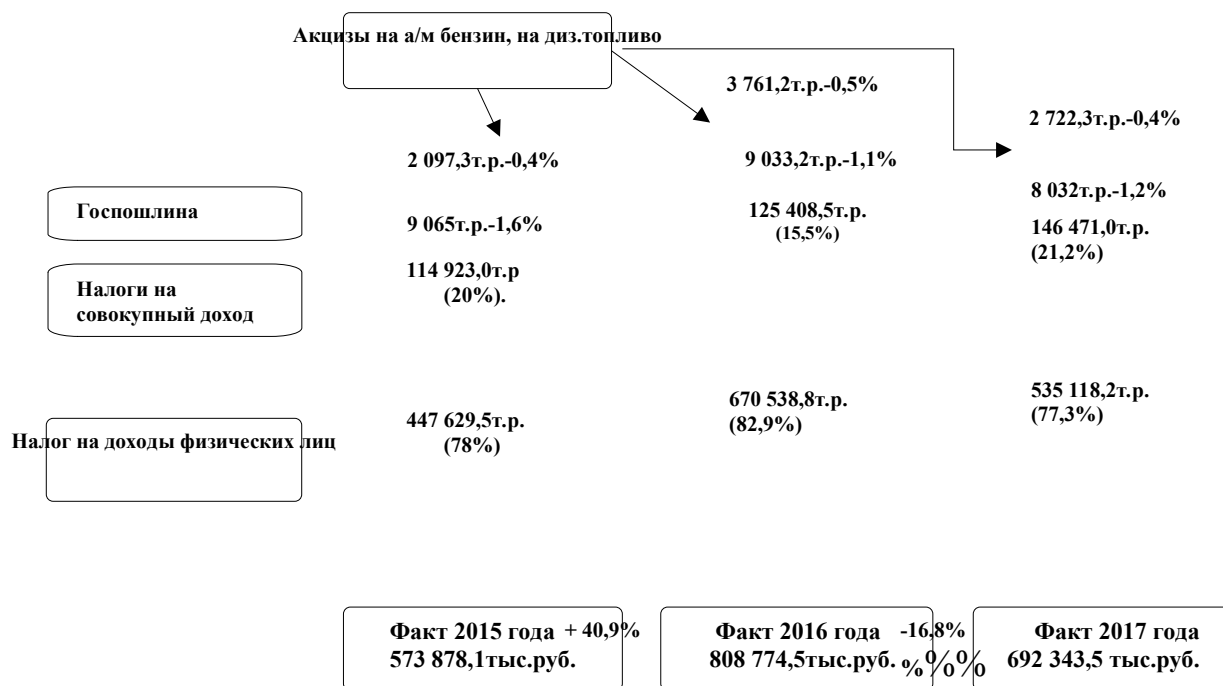 Акцизы на а/м бензин, на диз.топливо
3 761,2т.р.-0,5%
2 722,3т.р.-0,4%
2 097,3т.р.-0,4%
9 033,2т.р.-1,1%
8 032т.р.-1,2%
Госпошлина
9 065т.р.-1,6%
125 408,5т.р.
(15,5%)
146 471,0т.р.
(21,2%)
114 923,0т.р
(20%).
Налоги на
совокупный доход
447 629,5т.р.
(78%)
670 538,8т.р.
(82,9%)
535 118,2т.р.
(77,3%)
Налог на доходы физических лиц
Факт 2015 года + 40,9%
573 878,1тыс.руб.
Факт 2016 года -16,8%
808 774,5тыс.руб. %%%
Факт 2017 года
692 343,5 тыс.руб.